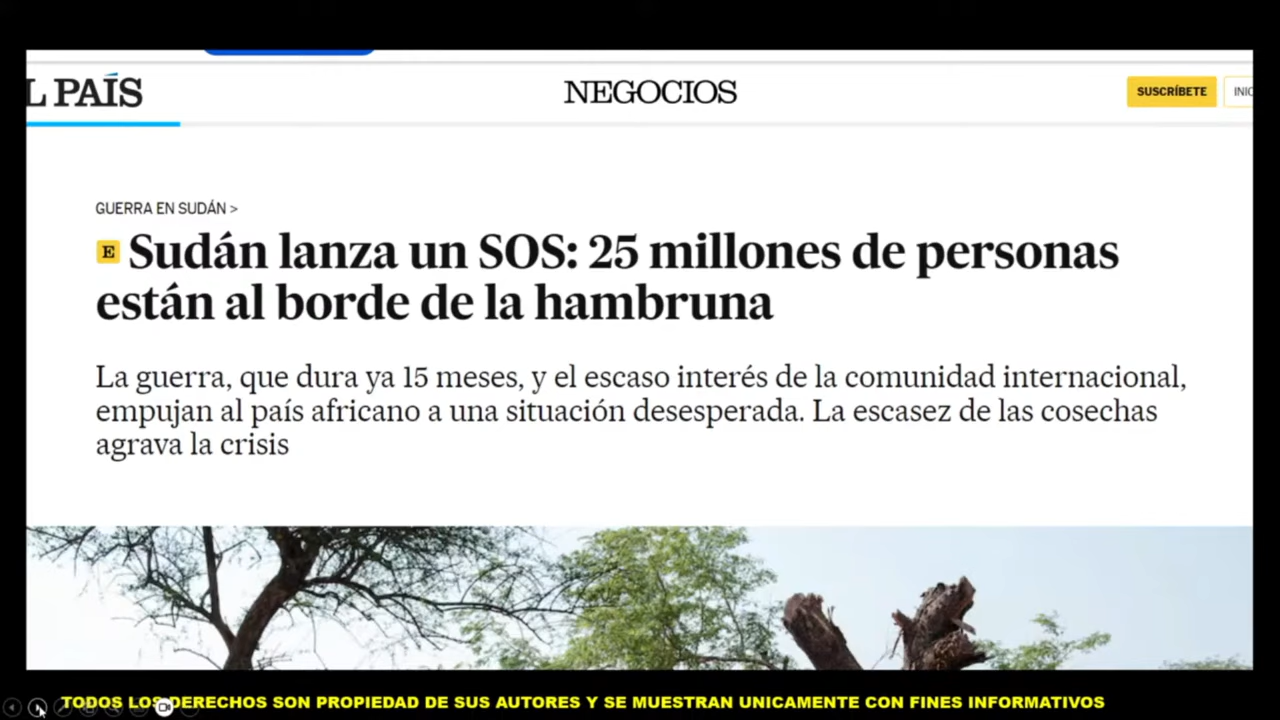 L PAÍS
NEGOCIOS
SUSCRÍBETE
INIC
GUERRA EN SUDÁN >
E Sudán lanza un SOS: 25 millones de personas
están al borde de la hambruna
La guerra, que dura ya 15 meses, y el escaso interés de la comunidad internacional,
empujan al país africano a una situación desesperada. La escasez de las cosechas
agrava la crisis
TODOS LOS DERECHOS SON PROPIEDAD DE SUS AUTORES Y SE MUESTRAN UNICAMENTE CON FINES INFORMATIVOS